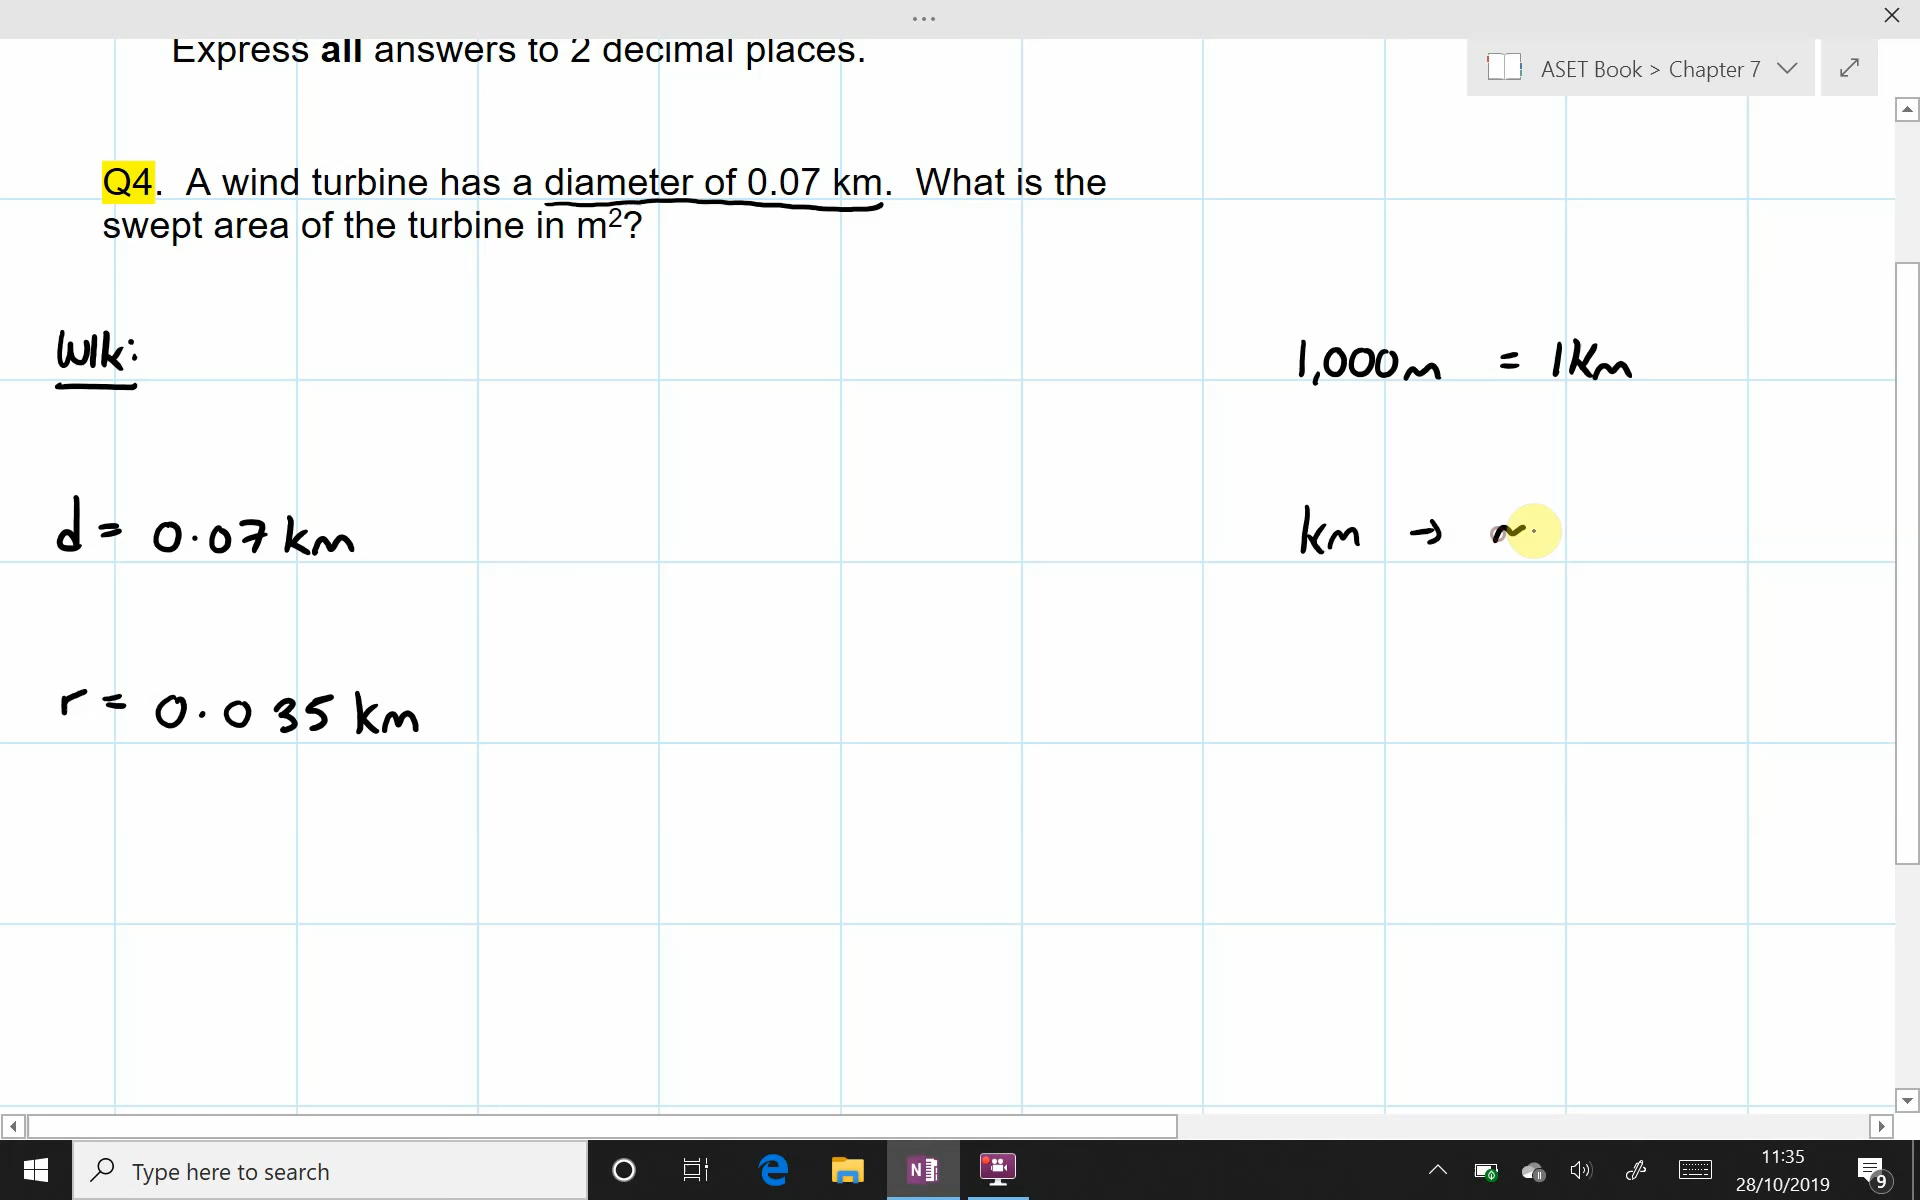 Express all answers to 2 decimal places.
ASET Book > Chapter 7
Q4. A wind turbine has a diameter of 0.07 km. What is the
swept area of the turbine in m²?
W1k:
1,000m = 1km
d = 0.07 km
km → m
r = 0.035 km
Type here to search
N
11:35
28/10/2019
9